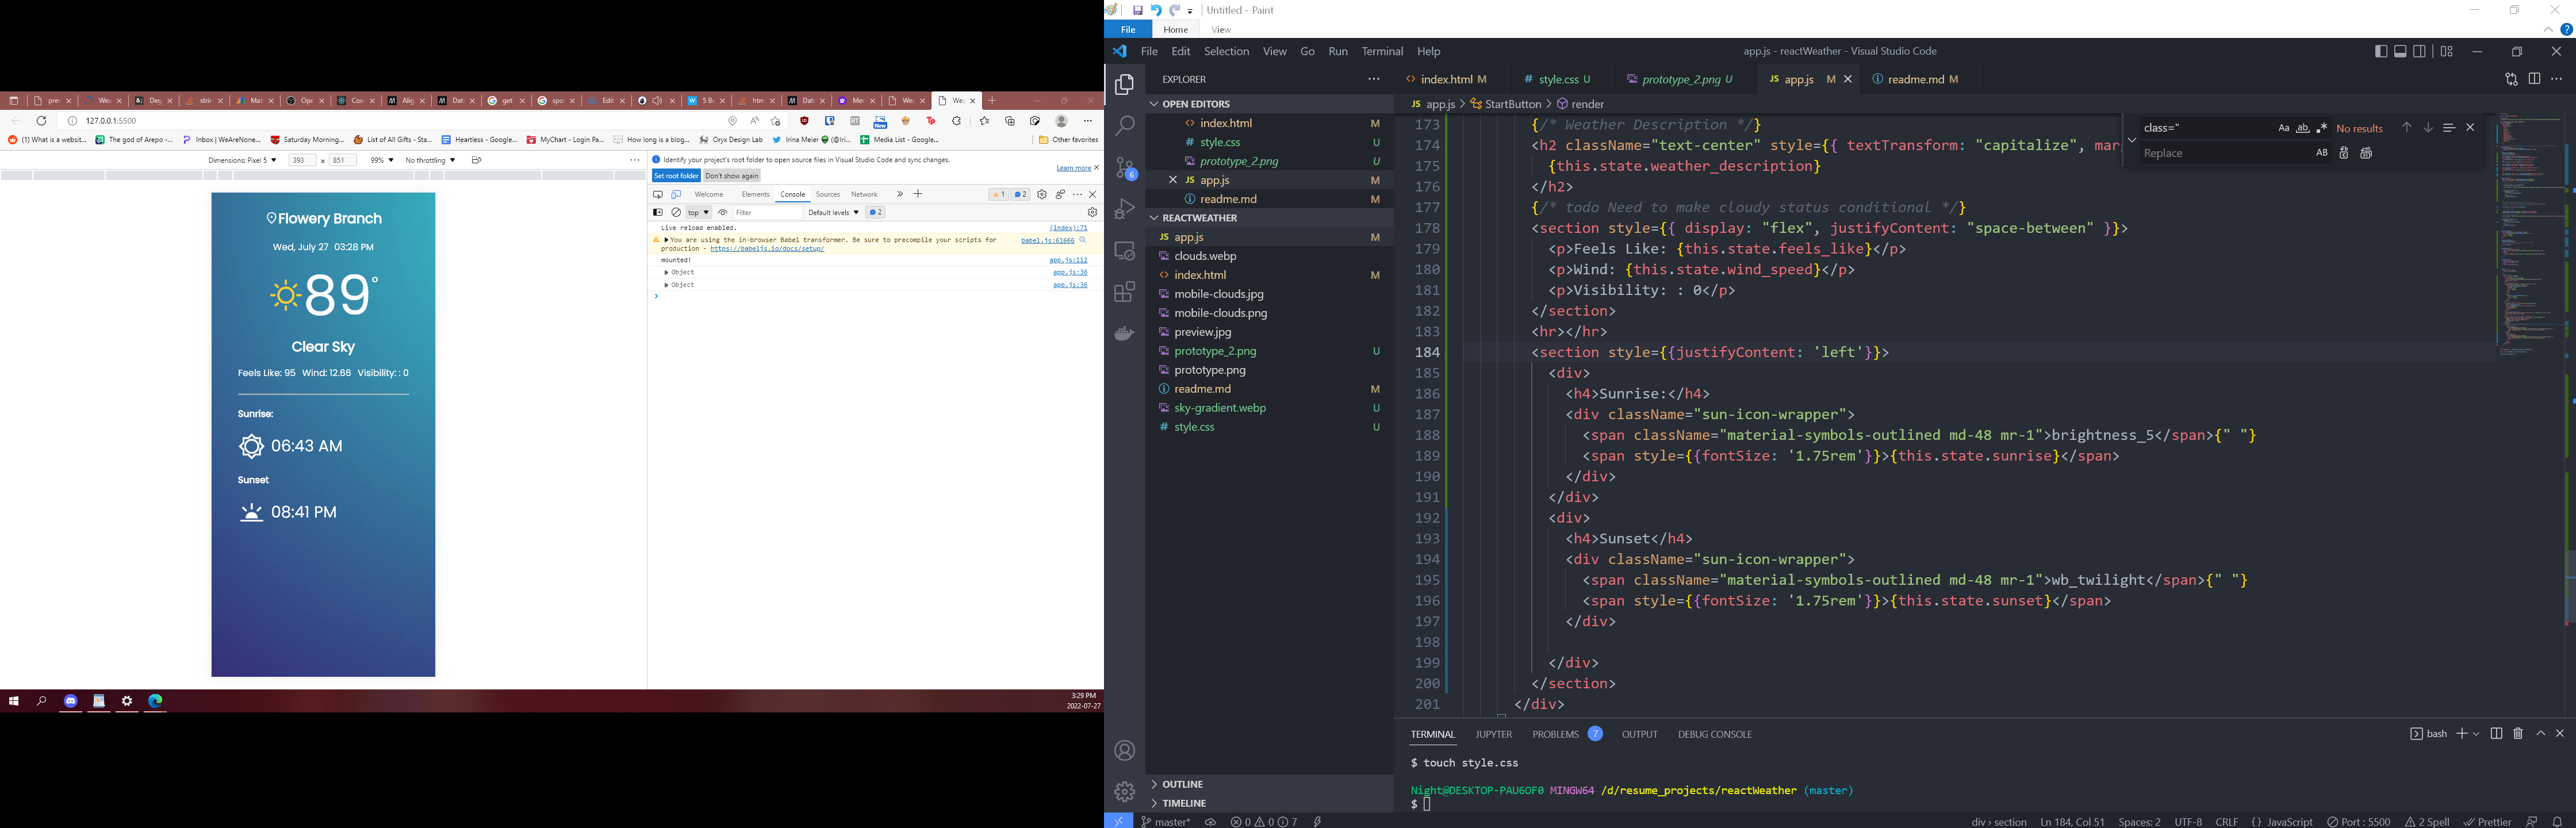 Untitled - Paint
File Home View
File Edit Selection View Go Run Terminal Help
app.js - reactWeather - Visual Studio Code
EXPLORER
index.html M
style.css U
prototype_2.png U
app.js M
readme.md M
OPEN EDITORS
index.html M
style.css U
prototype_2.png U
app.js M
readme.md M
REACTWEATHER
app.js M
clouds.webp
index.html M
mobile-clouds.jpg
mobile-clouds.png
preview.jpg
prototype_2.png U
prototype.png
readme.md M
sky-gradient.webp U
style.css U
OUTLINE
TIMELINE
app.js > StartButton > render
class="
Aa ab No results
Replace AB
173 {/* Weather Description */}
174 <h2 className="text-center" style={{ textTransform: "capitalize", mar
175 {this.state.weather_description}
176 </h2>
177 {/* todo Need to make cloudy status conditional */}
178 <section style={{ display: "flex", justifyContent: "space-between" }}>
179 <p>Feels Like: {this.state.feels_like}</p>
180 <p>Wind: {this.state.wind_speed}</p>
181 <p>Visibility: : 0</p>
182 </section>
183 <hr></hr>
184 <section style={{justifyContent: 'left'}}>
185 <div>
186 <h4>Sunrise:</h4>
187 <div className="sun-icon-wrapper">
188 <span className="material-symbols-outlined md-48 mr-1">brightness_5</span>{" "}
189 <span style={{fontSize: '1.75rem'}}>{this.state.sunrise}</span>
190 </div>
191 </div>
192 <div>
193 <h4>Sunset</h4>
194 <div className="sun-icon-wrapper">
195 <span className="material-symbols-outlined md-48 mr-1">wb_twilight</span>{" "}
196 <span style={{fontSize: '1.75rem'}}>{this.state.sunset}</span>
197 </div>
198
199 </div>
200 </section>
201 </div>
TERMINAL JUPYTER PROBLEMS 7 OUTPUT DEBUG CONSOLE
bash
$ touch style.css
Night@DESKTOP-PAU6OF0 MINGW64 /d/resume_projects/reactWeather (master)
$
master* 0 0 7
div > section Ln 184, Col 51 Spaces: 2 UTF-8 CRLF {} JavaScript Port : 5500 2 Spell Prettier
127.0.0.1:5500
(1) What is a websit... The god of Arepo -... Inbox | WeAreNone... Saturday Morning... List of All Gifts - Sta... Heartless - Google... MyChart - Login Pa... How long is a blog... Oryx Design Lab Irina Meier (@Iri... Media List - Google... Other favorites
Dimensions: Pixel 5 393 x 851 99% No throttling
Identify your project's root folder to open source files in Visual Studio Code and sync changes.
Learn more
Set root folder Don't show again
Welcome Elements Console Sources Network 1 2
top Filter Default levels 2
Live reload enabled. (index):71
You are using the in-browser Babel transformer. Be sure to precompile your scripts for babel.js:61666
production - https://babeljs.io/docs/setup/
mounted! app.js:112
Object app.js:36
Object app.js:36
Flowery Branch
Wed, July 27 03:28 PM
89°
Clear Sky
Feels Like: 95 Wind: 12.66 Visibility: : 0
Sunrise:
06:43 AM
Sunset
08:41 PM
3:29 PM
2022-07-27